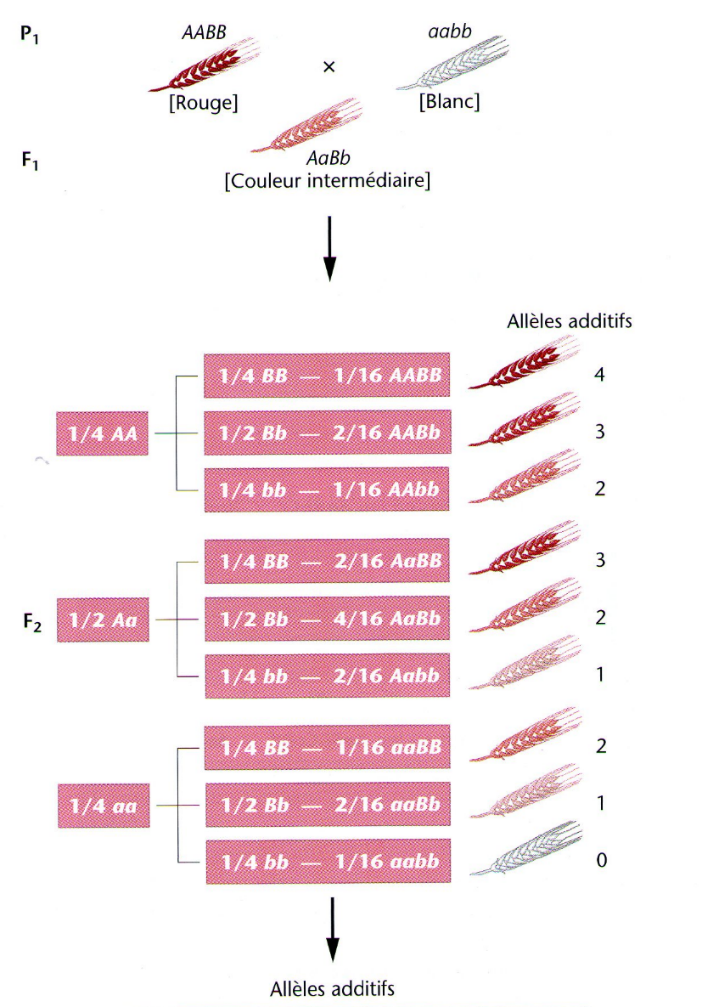 P1
AABB
aabb
×
[Rouge]
[Blanc]
F1
AaBb
[Couleur intermédiaire]
Allèles additifs
1/4 BB — 1/16 AABB
4
1/4 AA
1/2 Bb — 2/16 AABb
3
1/4 bb — 1/16 AAbb
2
1/4 BB — 2/16 AaBB
3
F2
1/2 Aa
1/2 Bb — 4/16 AaBb
2
1/4 bb — 2/16 Aabb
1
1/4 BB — 1/16 aaBB
2
1/4 aa
1/2 Bb — 2/16 aaBb
1
1/4 bb — 1/16 aabb
0
Allèles additifs